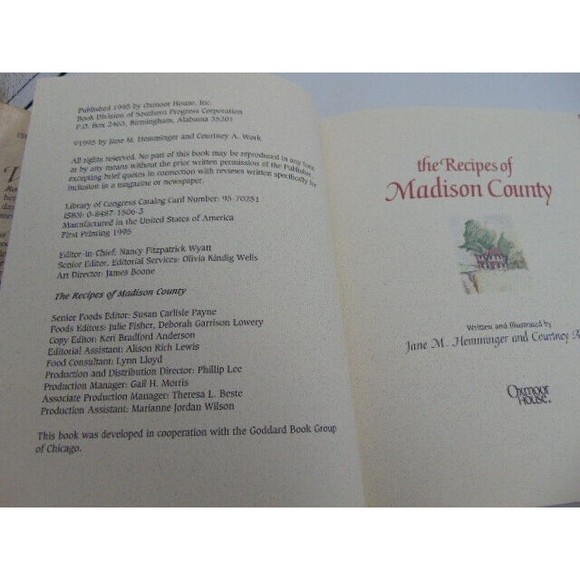 Published 1995 by Oxmoor House, Inc.
Book Division of Southern Progress Corporation
P.O. Box 2463, Birmingham, Alabama 35201
©1995 by Jane M. Hemminger and Courtney A. Work
All rights reserved. No part of this book may be reproduced in any form
or by any means without the prior written permission of the Publisher,
excepting brief quotes in connection with reviews written specifically for
inclusion in a magazine or newspaper.
Library of Congress Catalog Card Number: 95-70251
ISBN: 0-8487-1506-3
Manufactured in the United States of America
First Printing 1995
Editor-in-Chief: Nancy Fitzpatrick Wyatt
Senior Editor, Editorial Services: Olivia Kindig Wells
Art Director: James Boone
The Recipes of Madison County
Senior Foods Editor: Susan Carlisle Payne
Foods Editors: Julie Fisher, Deborah Garrison Lowery
Copy Editor: Keri Bradford Anderson
Editorial Assistant: Alison Rich Lewis
Food Consultant: Lynn Lloyd
Production and Distribution Director: Phillip Lee
Production Manager: Gail H. Morris
Associate Production Manager: Theresa L. Beste
Production Assistant: Marianne Jordan Wilson
This book was developed in cooperation with the Goddard Book Group
of Chicago.
the Recipes of
Madison County
Written and Illustrated by
Jane M. Hemminger and Courtney A
Oxmoor
House